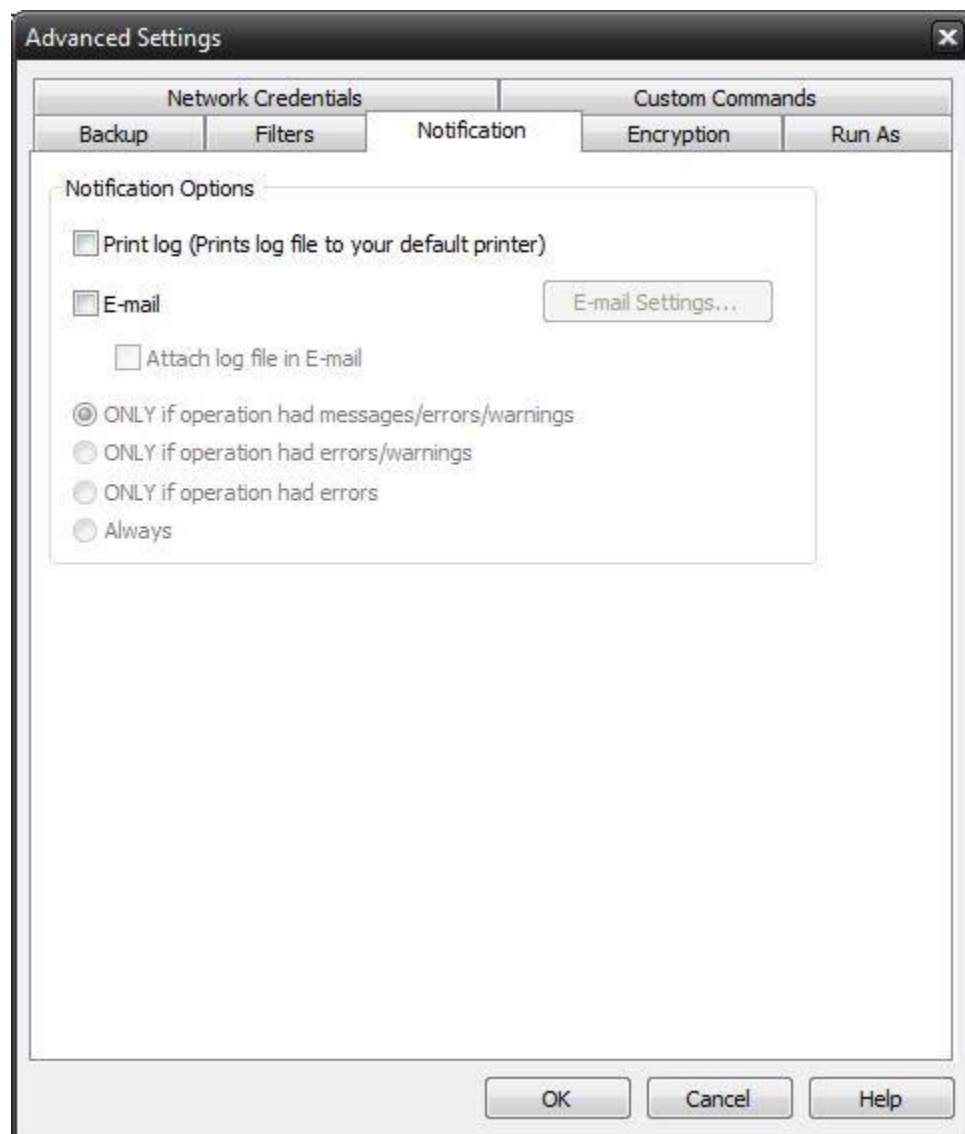 Advanced Settings
Network Credentials
Custom Commands
Backup
Filters
Notification
Encryption
Run As
Notification Options
Print log (Prints log file to your default printer)
E-mail
E-mail Settings...
Attach log file in E-mail
ONLY if operation had messages/errors/warnings
ONLY if operation had errors/warnings
ONLY if operation had errors
Always
OK
Cancel
Help